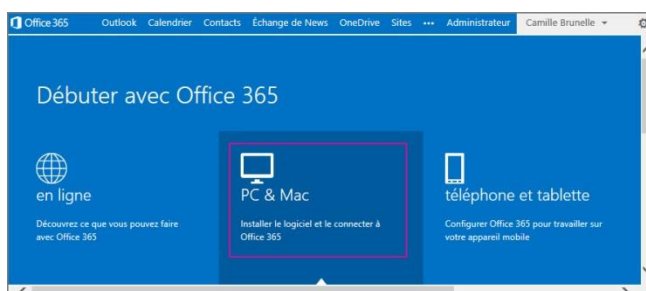 Office 365 Outlook Calendrier Contacts Échange de News OneDrive Sites ••• Administrateur Camille Brunelle
Débuter avec Office 365
en ligne
Découvrez ce que vous pouvez faire
avec Office 365
PC & Mac
Installer le logiciel et le connecter à
Office 365
téléphone et tablette
Configurer Office 365 pour travailler sur
votre appareil mobile